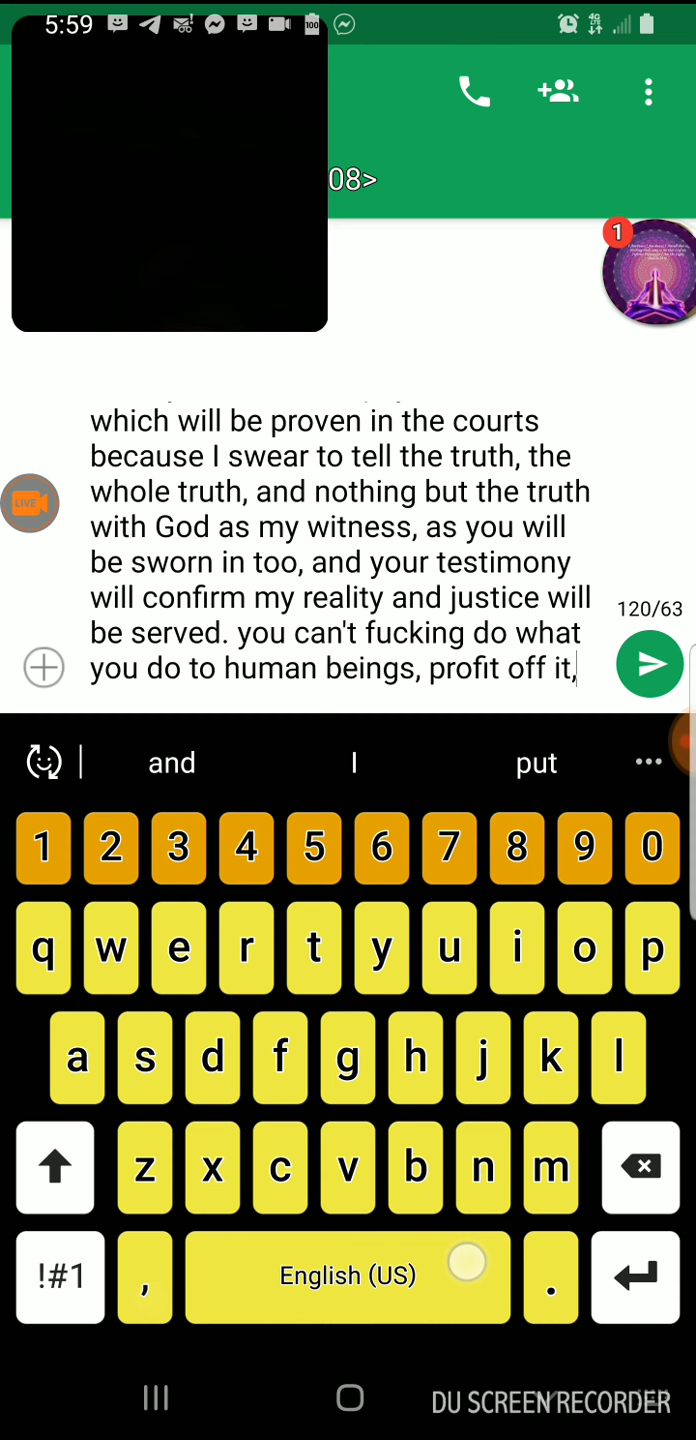 5:59
100
4G
LTE
08>
1
which will be proven in the courts
because I swear to tell the truth, the
whole truth, and nothing but the truth
with God as my witness, as you will
be sworn in too, and your testimony
will confirm my reality and justice will
be served. you can't fucking do what
you do to human beings, profit off it,
LIVE
120/63
and I put
1 2 3 4 5 6 7 8 9 0
q w e r t y u i o p
a s d f g h j k l
z x c v b n m
!#1 , English (US) .
DU SCREEN RECORDER